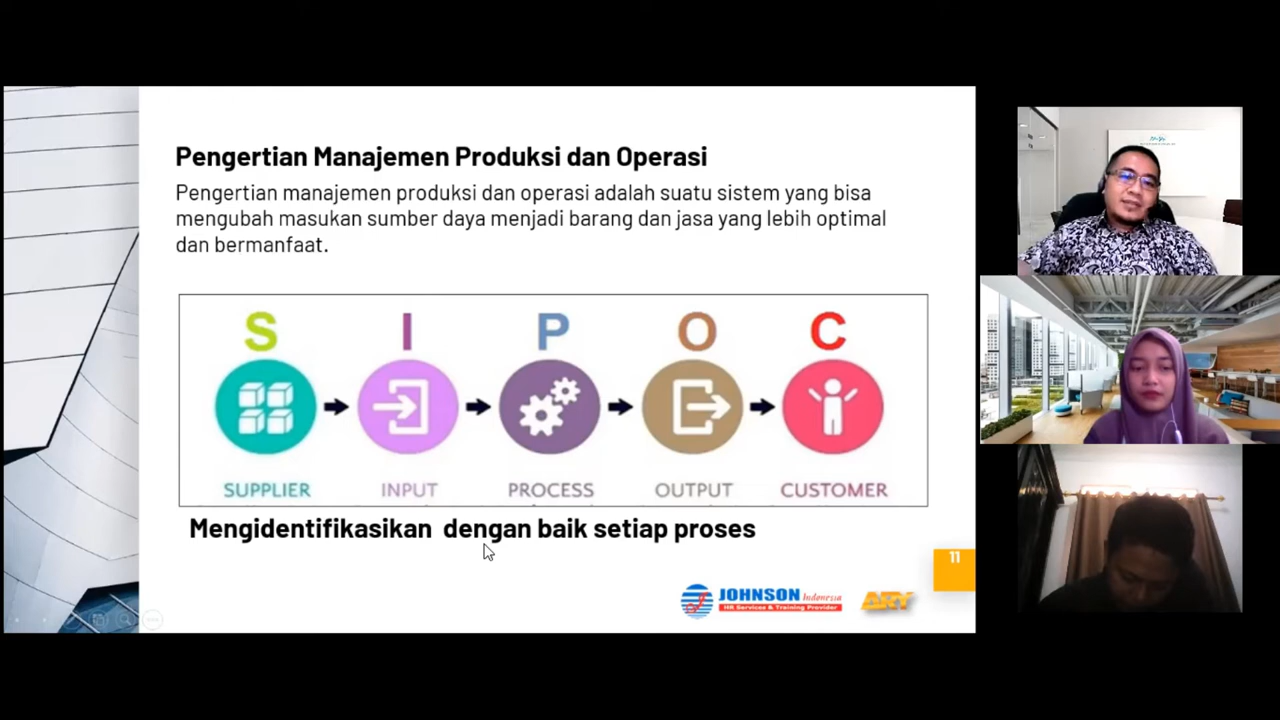 Pengertian Manajemen Produksi dan Operasi
Pengertian manajemen produksi dan operasi adalah suatu sistem yang bisa
mengubah masukan sumber daya menjadi barang dan jasa yang lebih optimal
dan bermanfaat.
S I P O C
SUPPLIER INPUT PROCESS OUTPUT CUSTOMER
Mengidentifikasikan dengan baik setiap proses
11
JOHNSON Indonesia
HR Services & Training Provider
ARY